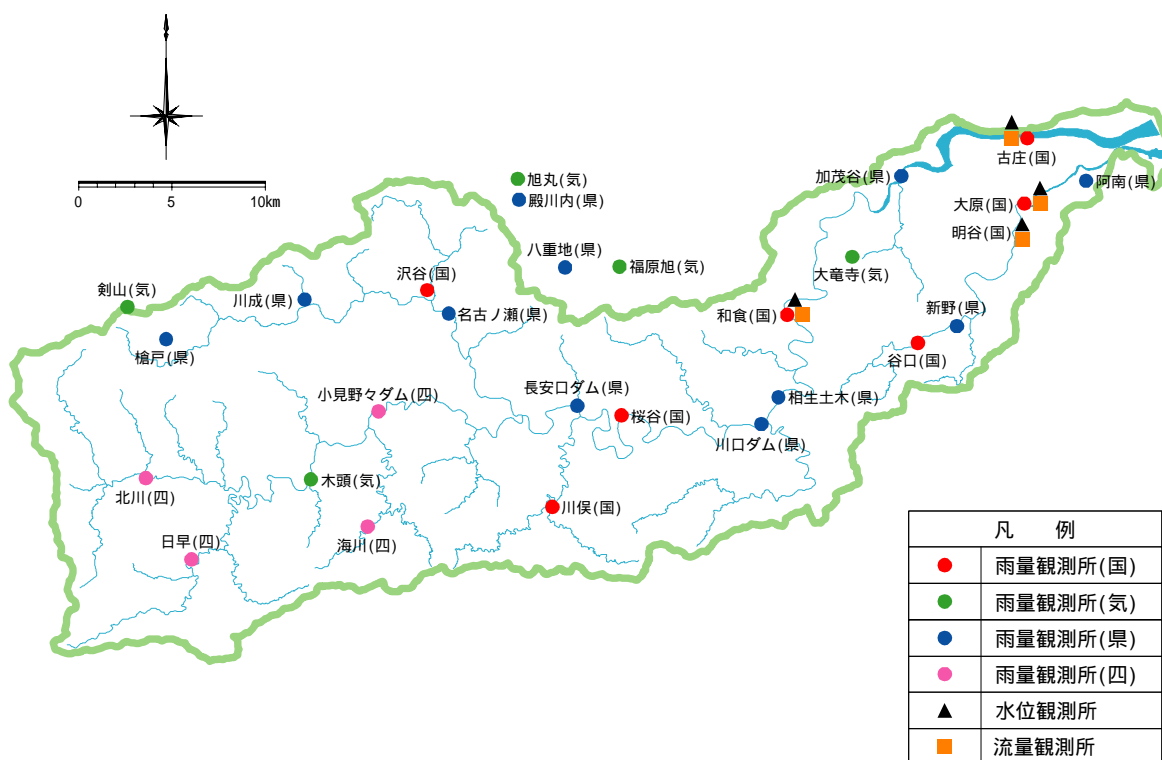 0
5
10km
旭丸(気)
殿川内(県)
八重地(県)
福原旭(気)
沢谷(国)
名古ノ瀬(県)
剣山(気)
川成(県)
槍戸(県)
古庄(国)
加茂谷(県)
阿南(県)
大原(国)
明谷(国)
大竜寺(気)
和食(国)
新野(県)
谷口(国)
小見野々ダム(四)
長安口ダム(県)
桜谷(国)
相生土木(県)
川口ダム(県)
北川(四)
木頭(気)
川俣(国)
日早(四)
海川(四)
凡 例
雨量観測所(国)
雨量観測所(気)
雨量観測所(県)
雨量観測所(四)
水位観測所
流量観測所